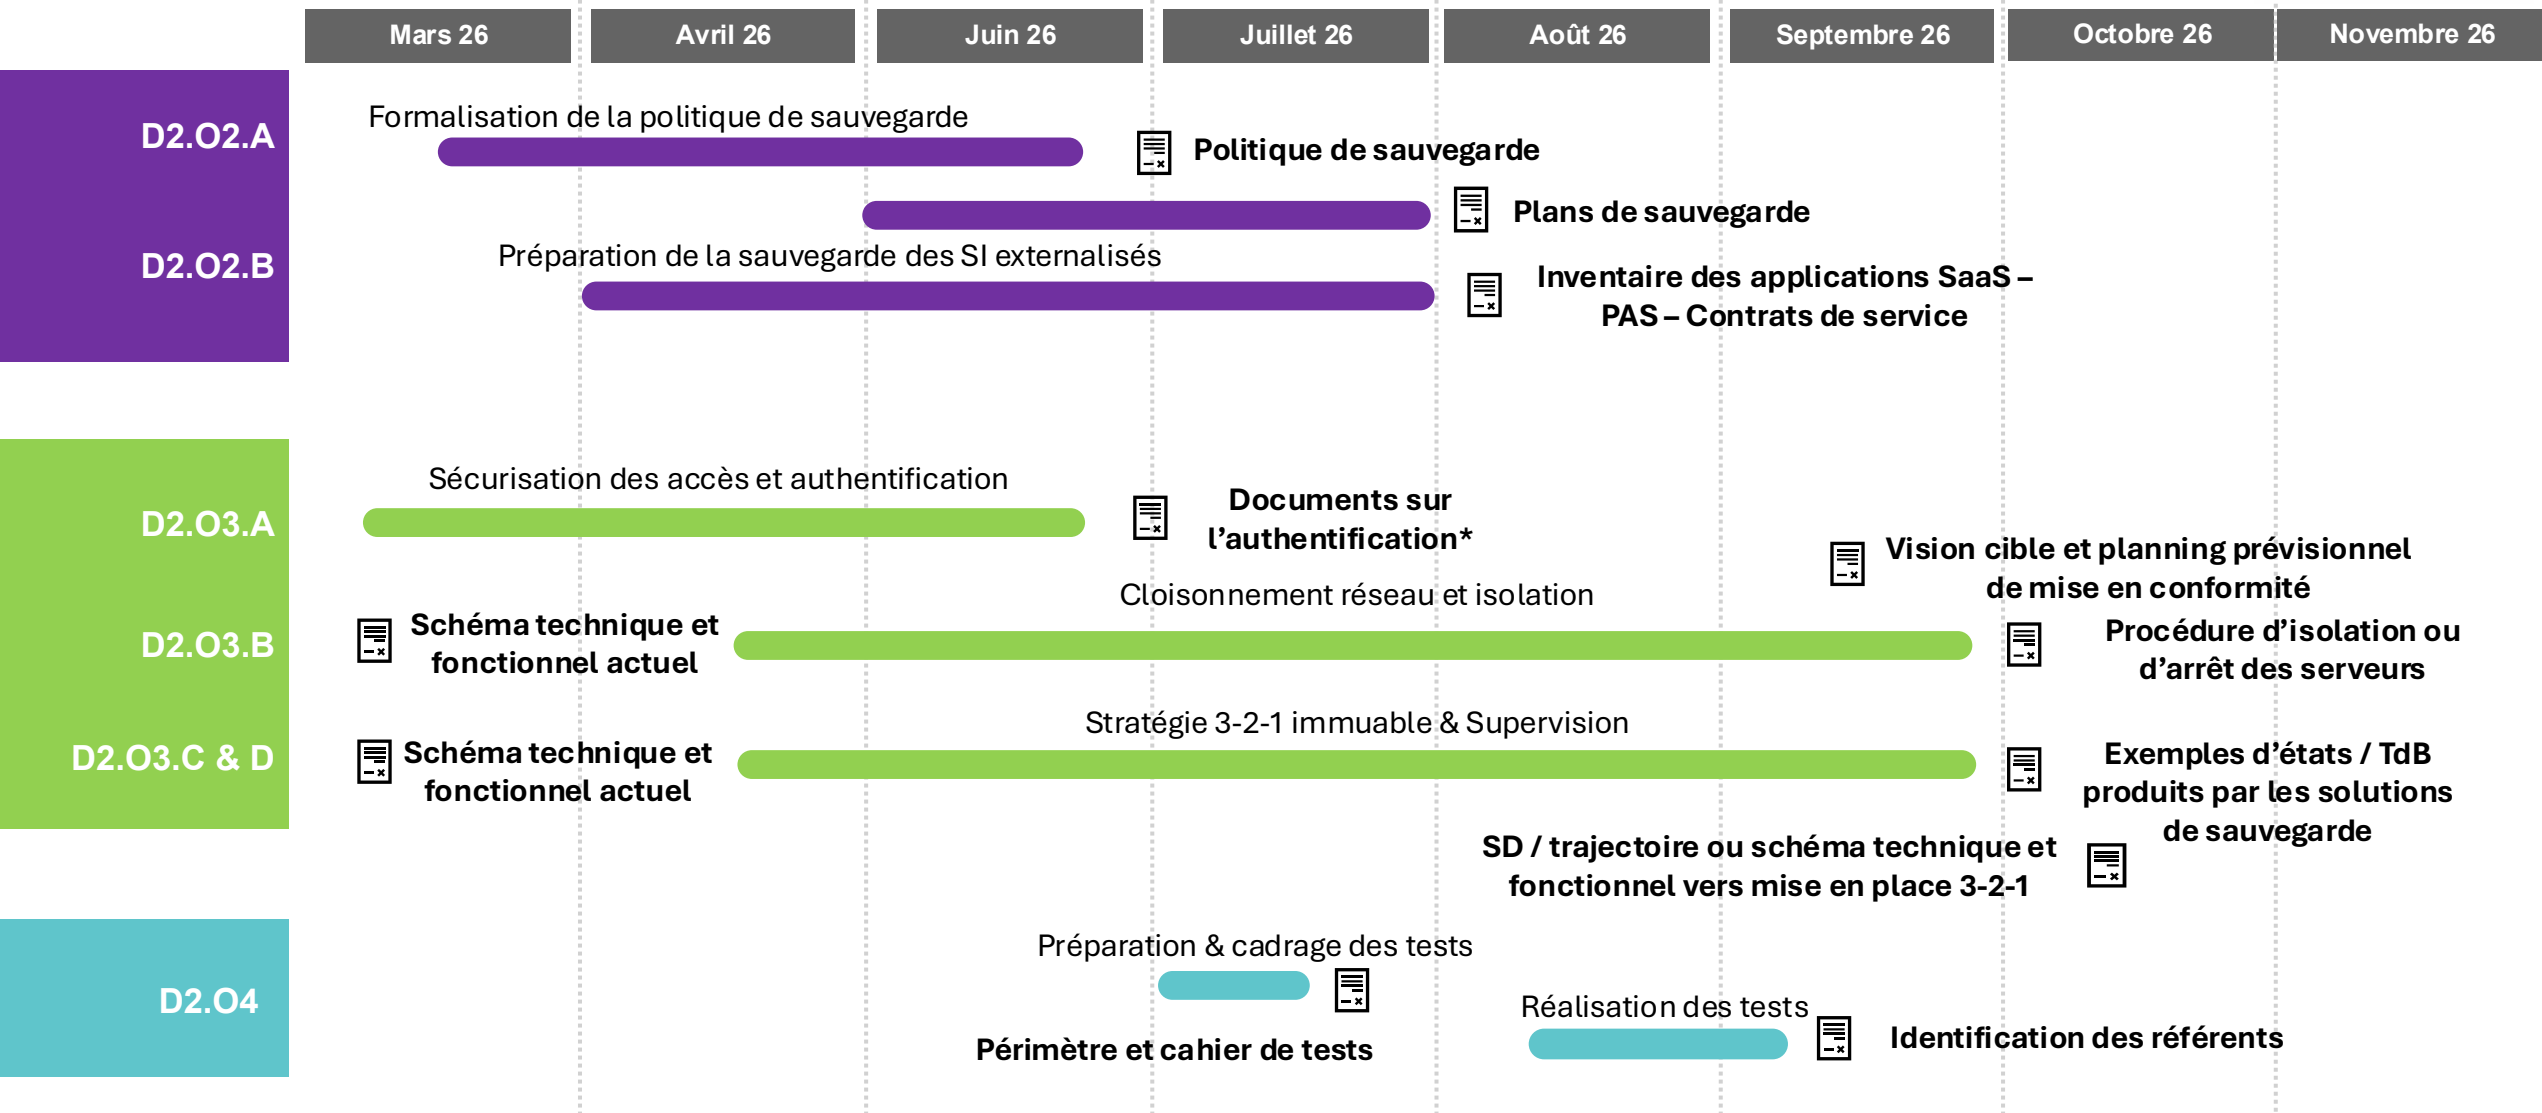 Mars 26
Avril 26
Juin 26
Juillet 26
Août 26
Septembre 26
Octobre 26
Novembre 26
D2.O2.A
Formalisation de la politique de sauvegarde
Politique de sauvegarde
Plans de sauvegarde
D2.O2.B
Préparation de la sauvegarde des SI externalisés
Inventaire des applications SaaS –
PAS – Contrats de service
D2.O3.A
Sécurisation des accès et authentification
Documents sur
l’authentification*
Vision cible et planning prévisionnel
de mise en conformité
D2.O3.B
Schéma technique et
fonctionnel actuel
Cloisonnement réseau et isolation
Procédure d’isolation ou
d’arrêt des serveurs
D2.O3.C & D
Schéma technique et
fonctionnel actuel
Stratégie 3-2-1 immuable & Supervision
Exemples d’états / TdB
produits par les solutions
de sauvegarde
SD / trajectoire ou schéma technique et
fonctionnel vers mise en place 3-2-1
D2.O4
Préparation & cadrage des tests
Périmètre et cahier de tests
Réalisation des tests
Identification des référents